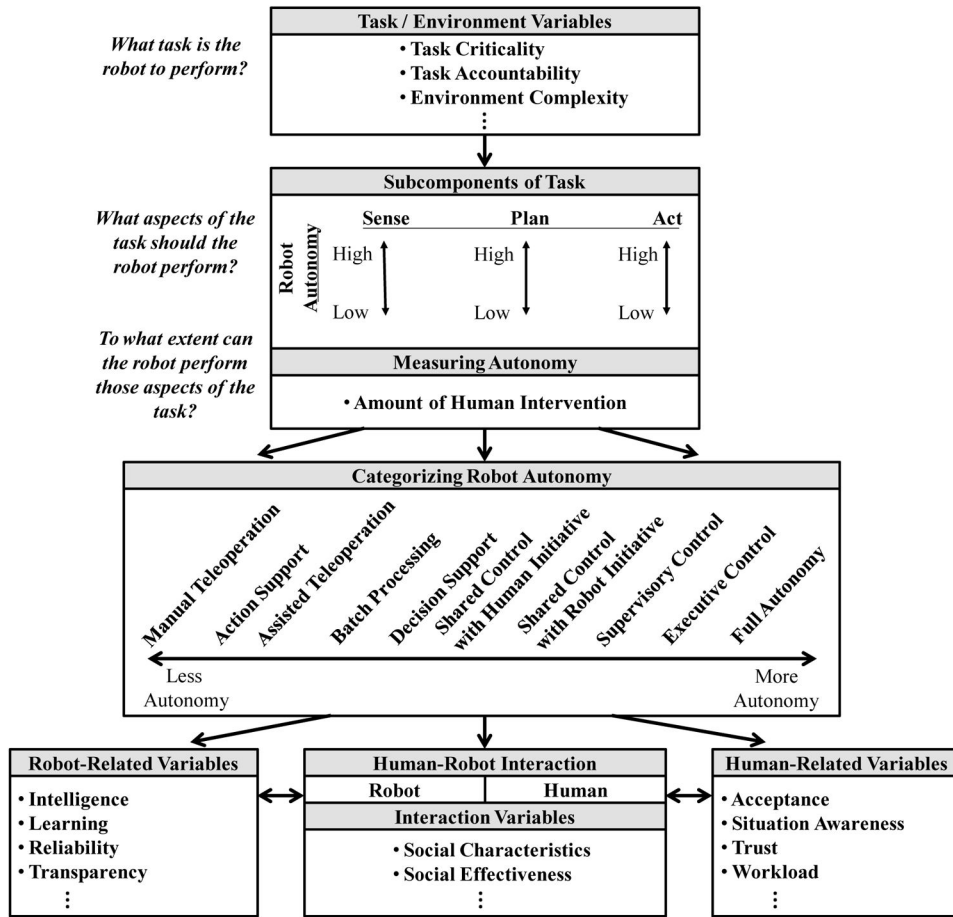 Task / Environment Variables
What task is the
robot to perform?
• Task Criticality
• Task Accountability
• Environment Complexity
⋮
Subcomponents of Task
What aspects of the
task should the
robot perform?
Robot
Autonomy
Sense Plan Act
High High High
Low Low Low
To what extent can
the robot perform
those aspects of the
task?
Measuring Autonomy
• Amount of Human Intervention
Categorizing Robot Autonomy
Manual Teleoperation
Action Support
Assisted Teleoperation
Batch Processing
Decision Support
Shared Control
with Human Initiative
Shared Control
with Robot Initiative
Supervisory Control
Executive Control
Full Autonomy
Less
Autonomy
More
Autonomy
Robot-Related Variables
• Intelligence
• Learning
• Reliability
• Transparency
⋮
Human-Robot Interaction
Robot Human
Interaction Variables
• Social Characteristics
• Social Effectiveness
⋮
Human-Related Variables
• Acceptance
• Situation Awareness
• Trust
• Workload
⋮